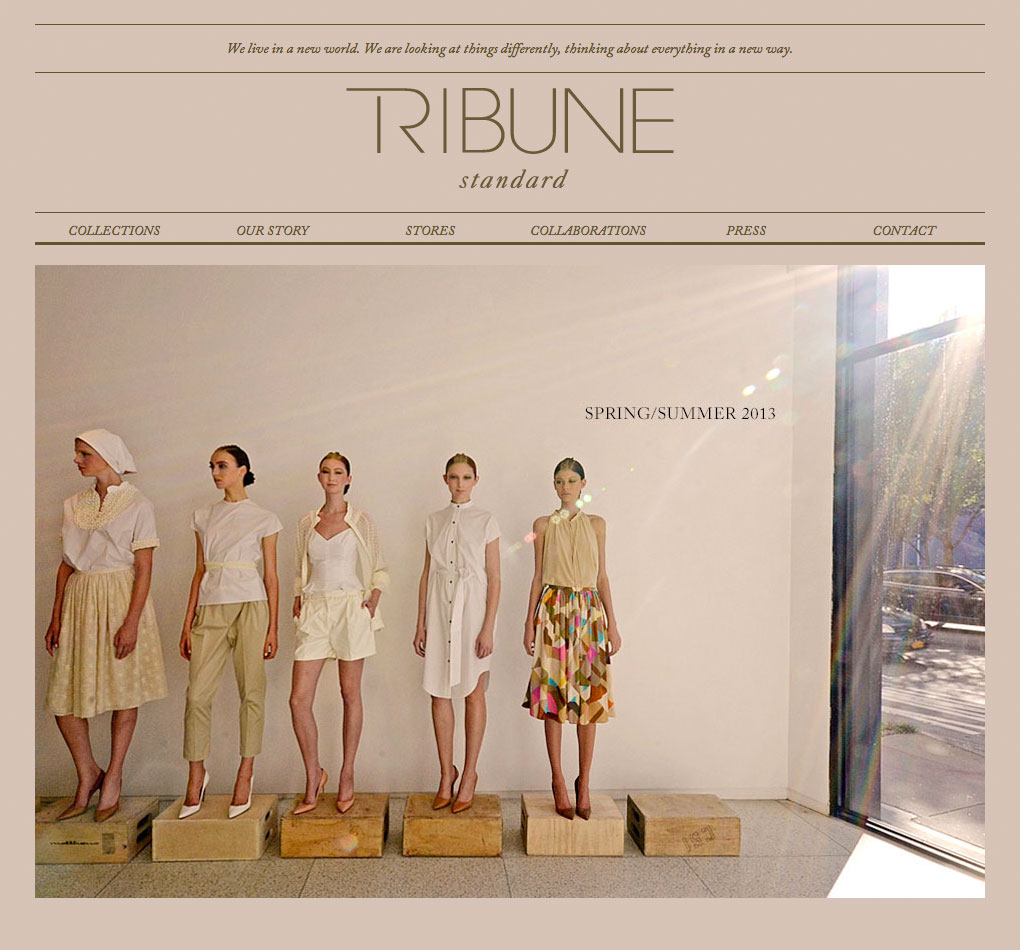 We live in a new world. We are looking at things differently, thinking about everything in a new way.
TRIBUNE
standard
COLLECTIONS OUR STORY STORES COLLABORATIONS PRESS CONTACT
SPRING/SUMMER 2013